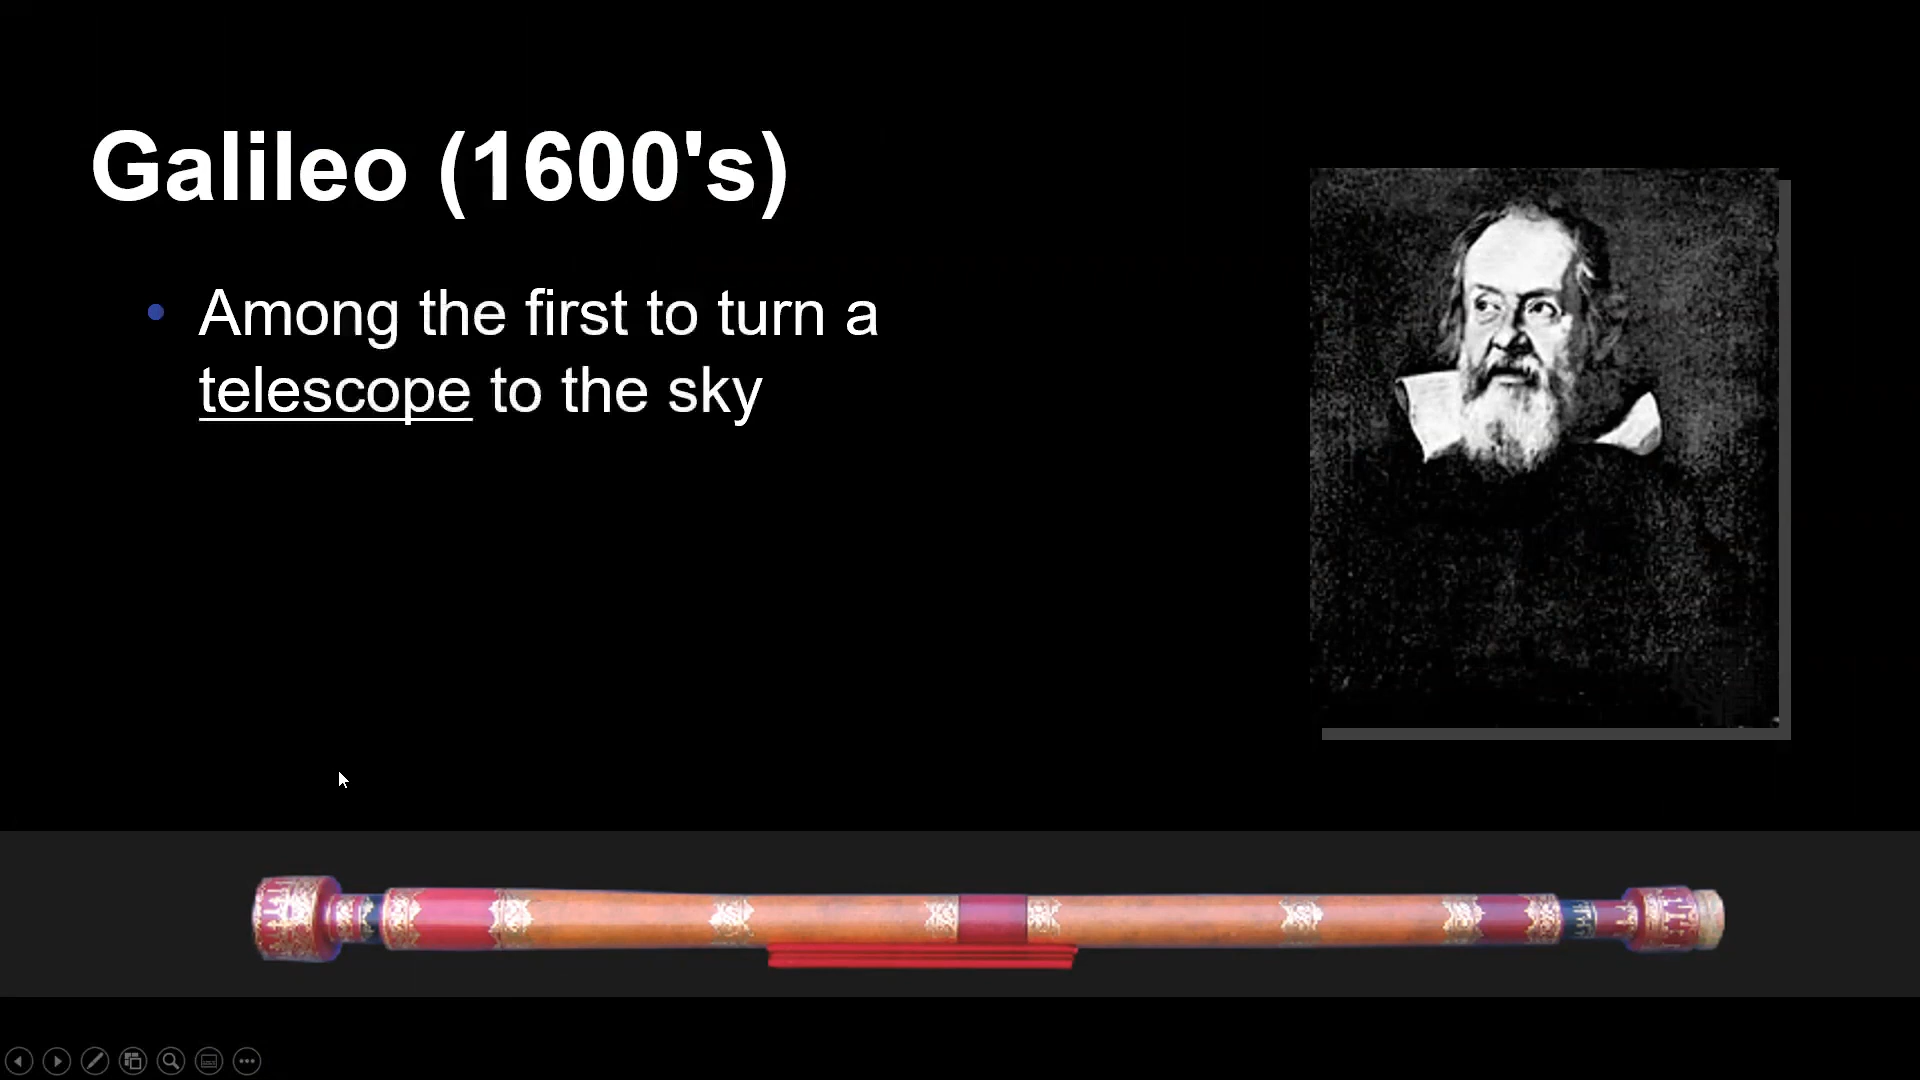 Galileo (1600's)
• Among the first to turn a
telescope to the sky